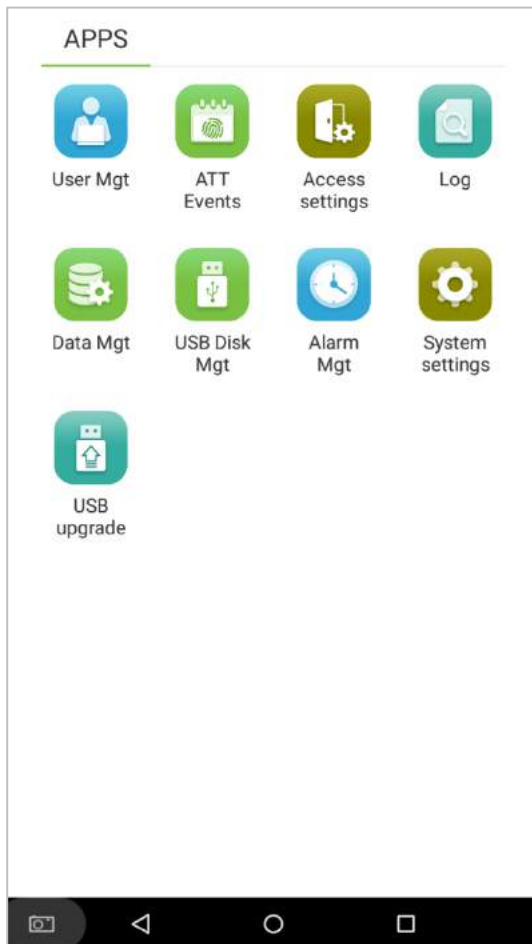 APPS
User Mgt
ATT
Events
Access
settings
Log
Data Mgt
USB Disk
Mgt
Alarm
Mgt
System
settings
USB
upgrade